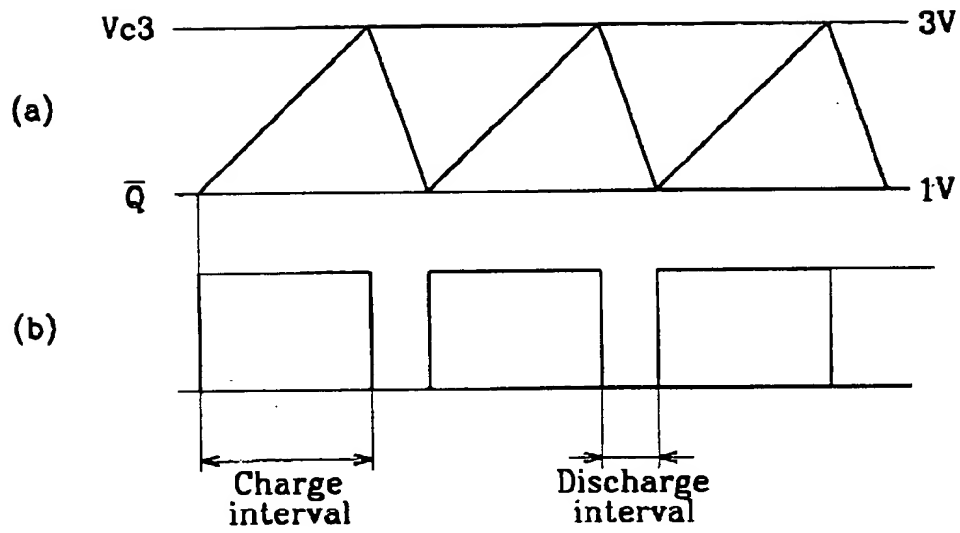 Vc3
3V
(a)
Q̅
1V
(b)
Charge
interval
Discharge
interval